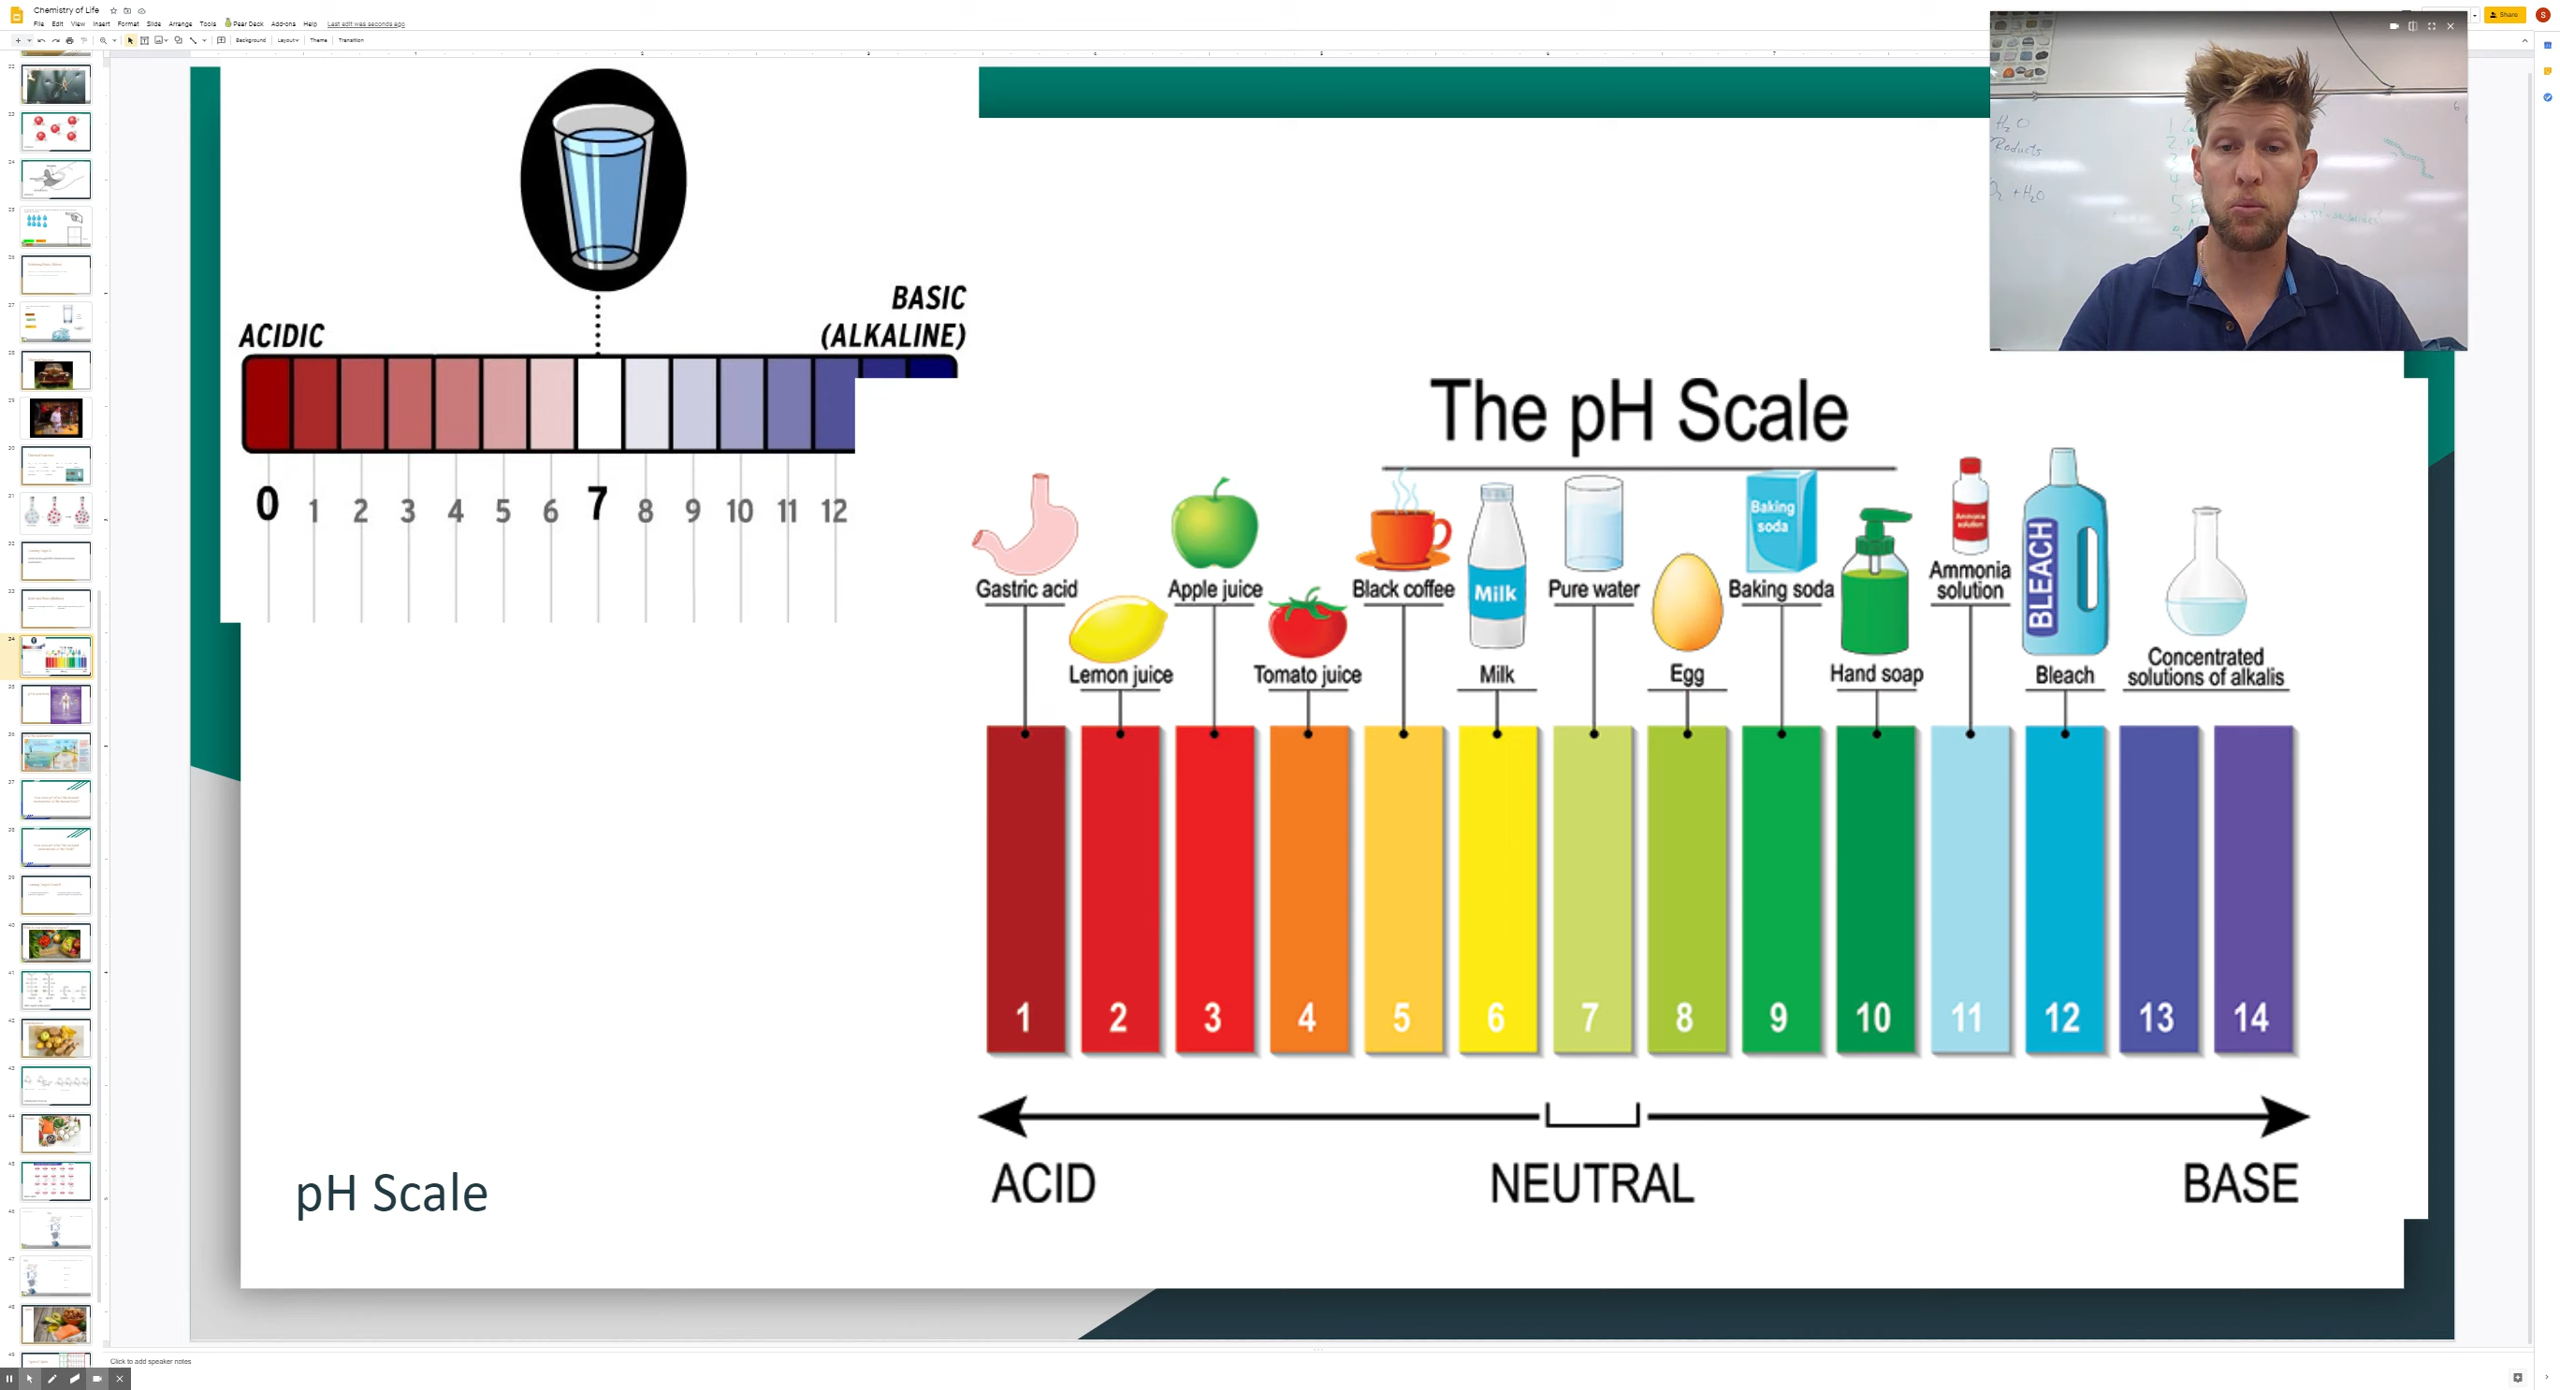 Chemistry of Life
File Edit View Insert Format Slide Arrange Tools Pear Deck Add-ons Help Last edit was seconds ago
Share
S
Background Layout Theme Transition
ACIDIC
BASIC
(ALKALINE)
0 1 2 3 4 5 6 7 8 9 10 11 12
H2O
Products
+ H2O
The pH Scale
Baking
soda
Ammonia
solution
BLEACH
Milk
Gastric acid
Apple juice
Black coffee
Pure water
Baking soda
Ammonia
solution
Lemon juice
Tomato juice
Milk
Egg
Hand soap
Bleach
Concentrated
solutions of alkalis
1 2 3 4 5 6 7 8 9 10 11 12 13 14
ACID NEUTRAL BASE
pH Scale
Click to add speaker notes